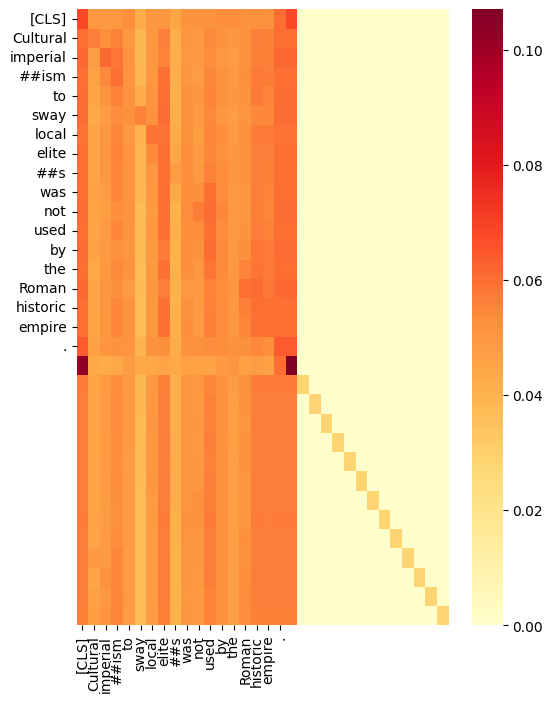 [CLS]
Cultural
imperial
##ism
to
sway
local
elite
##s
was
not
used
by
the
Roman
historic
empire
.
[CLS]
Cultural
imperial
##ism
to
sway
local
elite
##s
was
not
used
by
the
Roman
historic
empire
.
0.10
0.08
0.06
0.04
0.02
0.00